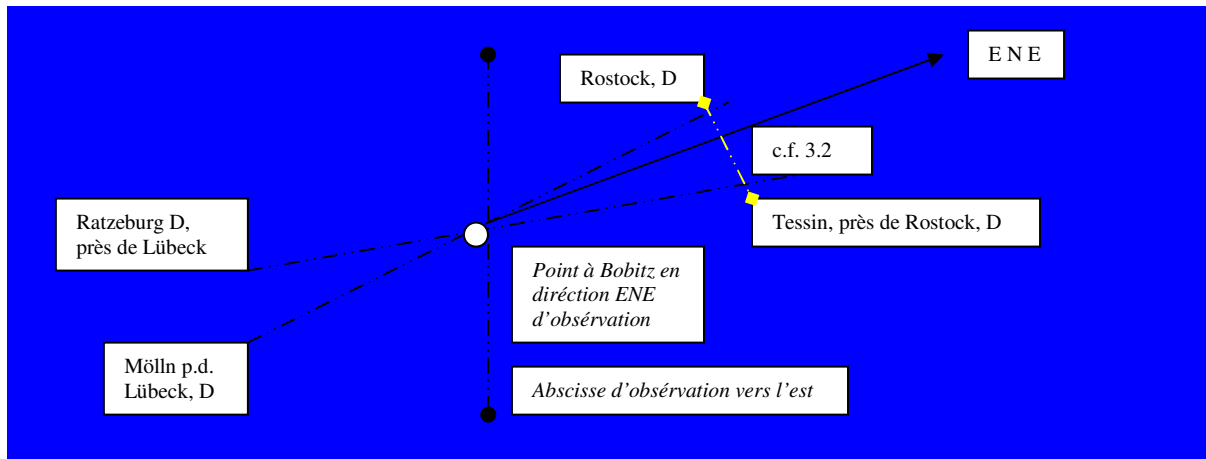 E N E
Rostock, D
c.f. 3.2
Ratzeburg D,
près de Lübeck
Tessin, près de Rostock, D
Point à Bobitz en
diréction ENE
d’obsérvation
Mölln p.d.
Lübeck, D
Abscisse d’obsérvation vers l’est